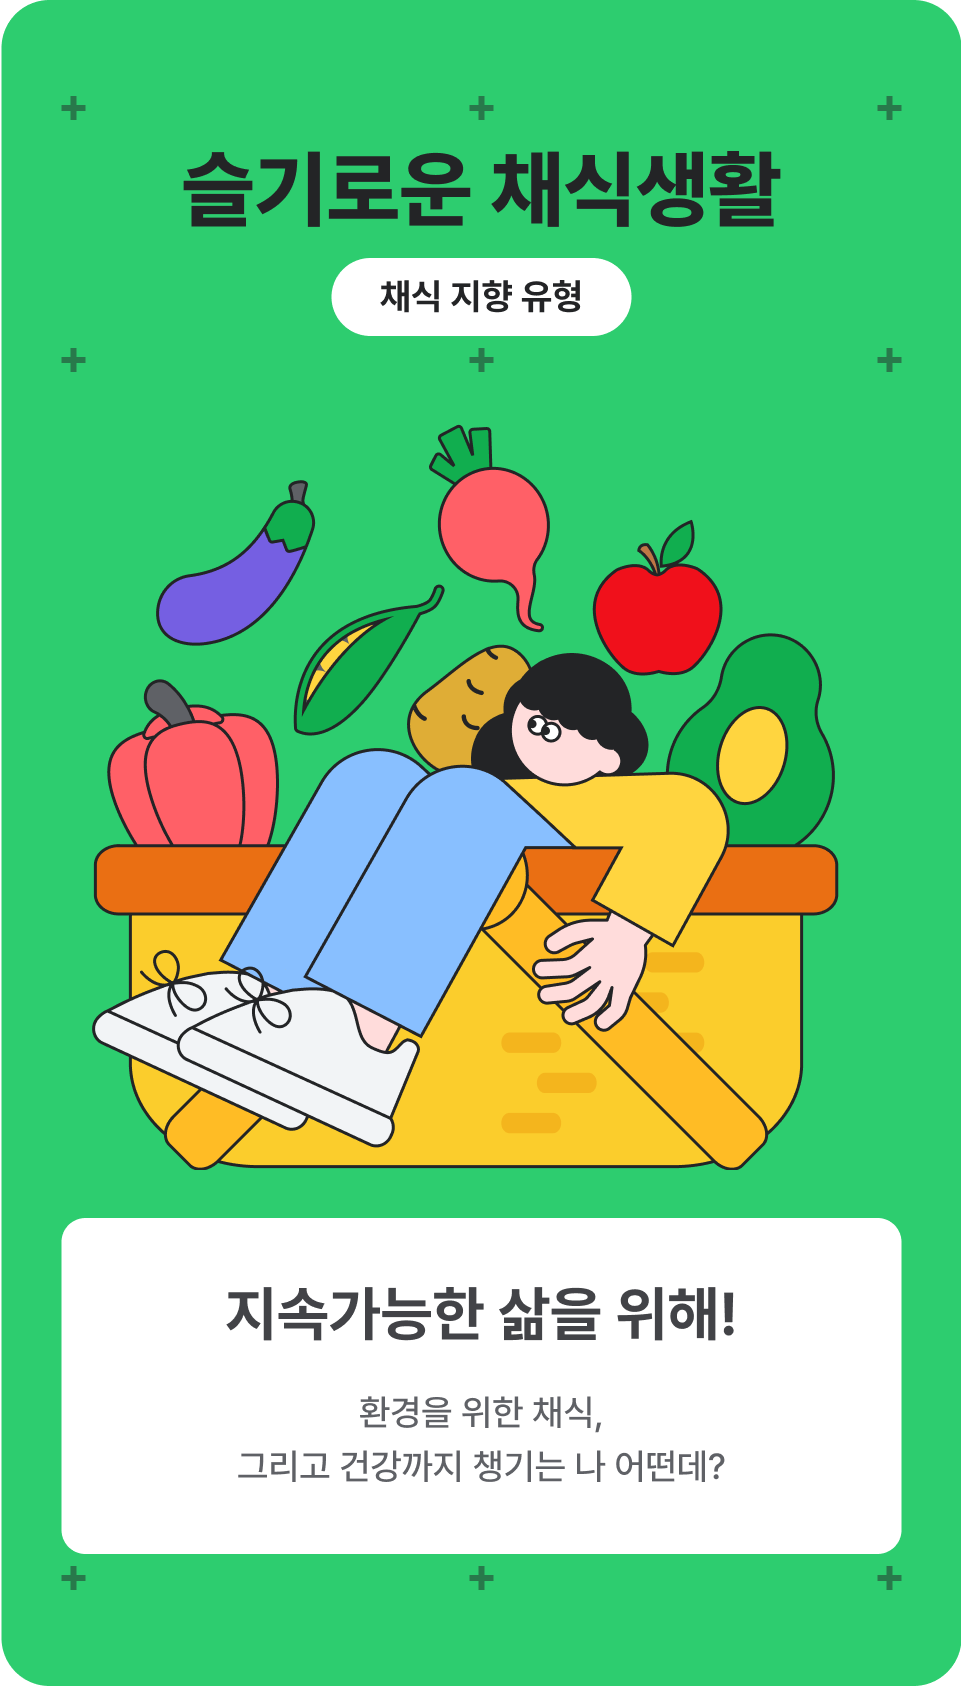 슬기로운 채식생활
채식 지향 유형
지속가능한 삶을 위해!
환경을 위한 채식,
그리고 건강까지 챙기는 나 어떤데?